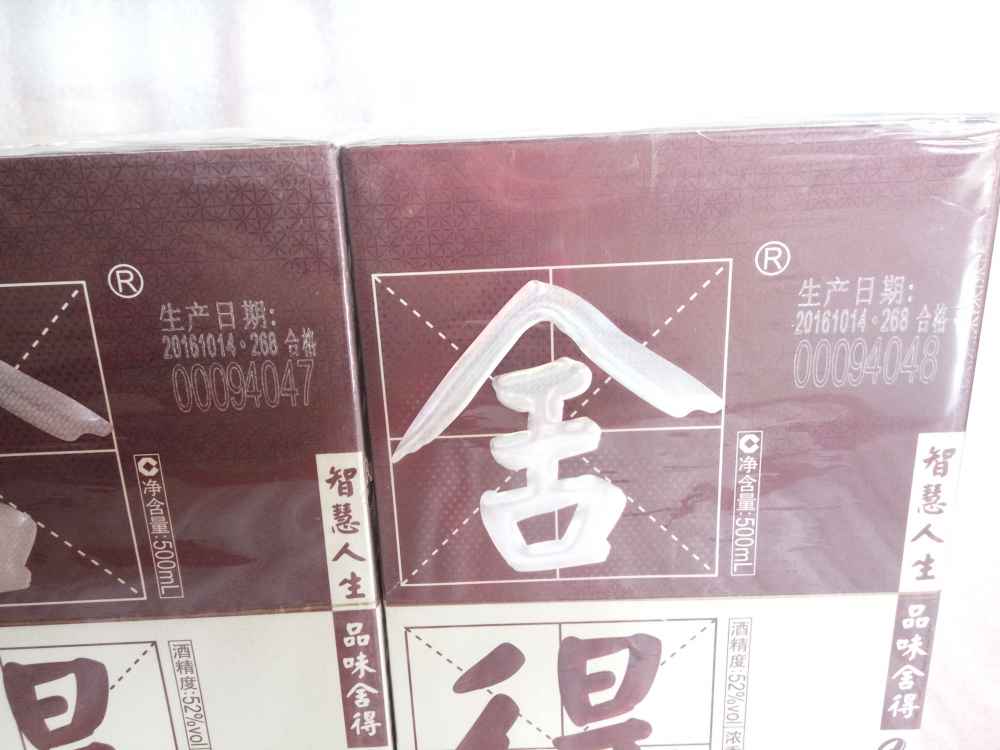 ®
生产日期:
20161014·268 合格
00094047
净含量:500mL
智慧人生
品味舍得
酒精度:52%vol
得
舍
®
生产日期:
20161014·268 合格
00094048
净含量:500mL
智慧人生
品味舍得
得
酒精度:52%vol